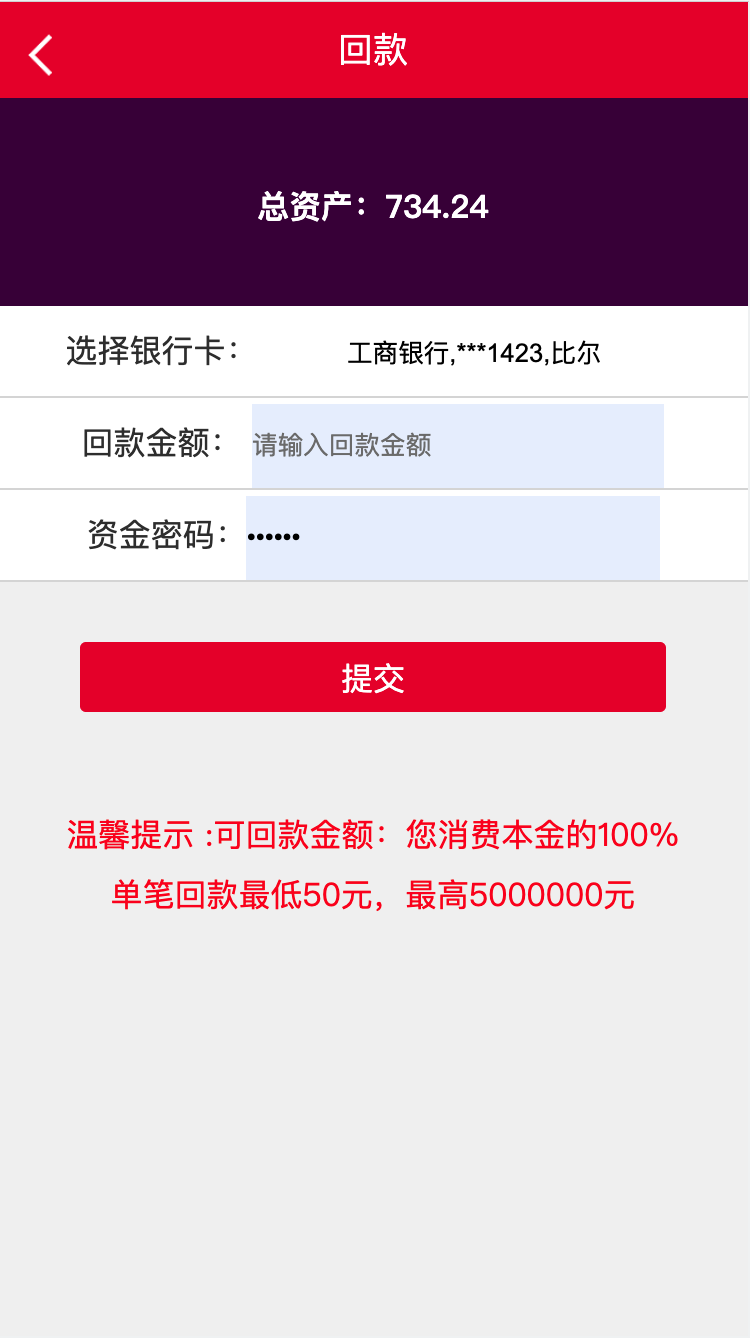 回款
总资产：734.24
选择银行卡：
工商银行,***1423,比尔
回款金额：
请输入回款金额
资金密码：
••••••
提交
温馨提示 :可回款金额：您消费本金的100%
单笔回款最低50元，最高5000000元